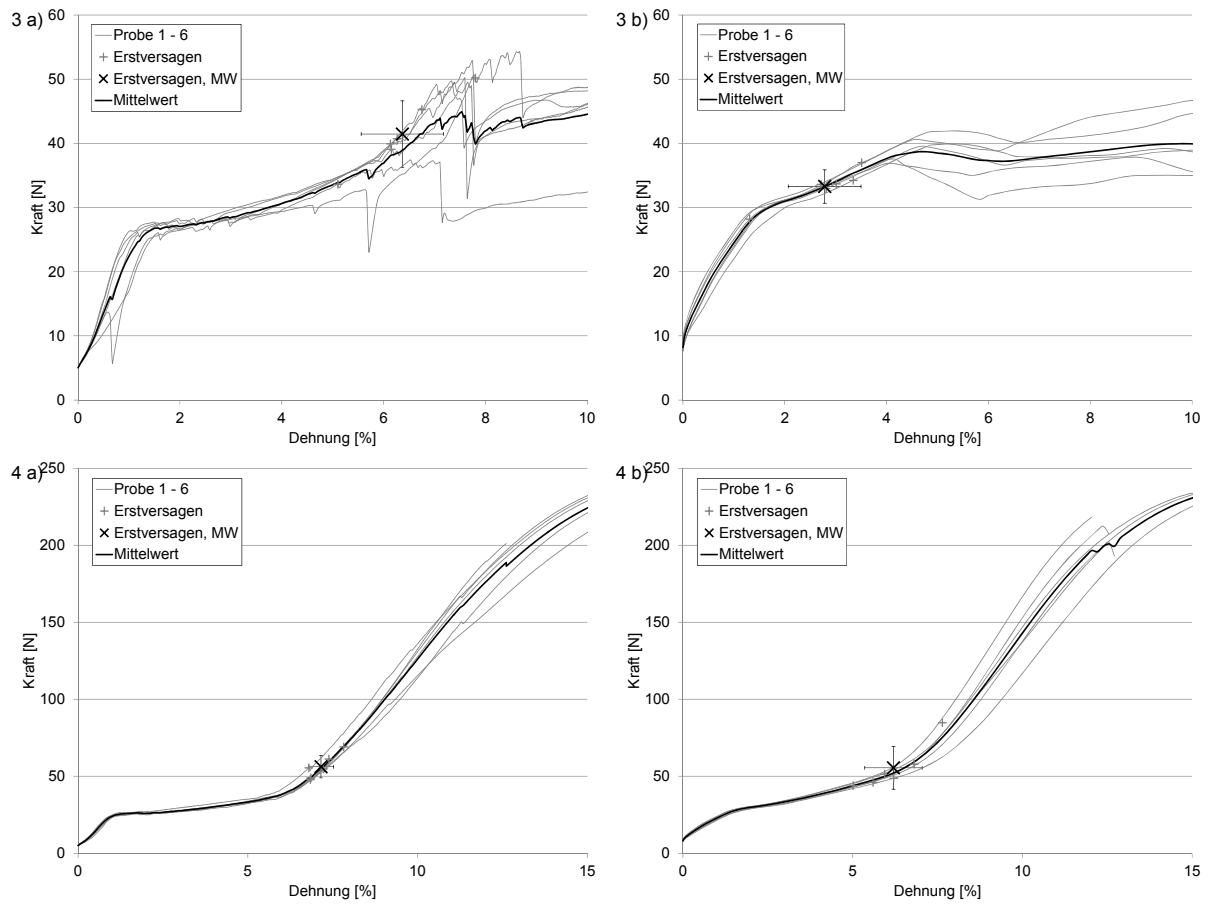 3 a)
60
50
40
30
20
10
0
Kraft [N]
Probe 1 - 6
Erstversagen
Erstversagen, MW
Mittelwert
0 2 4 6 8 10
Dehnung [%]
3 b)
60
50
40
30
20
10
0
Kraft [N]
Probe 1 - 6
Erstversagen
Erstversagen, MW
Mittelwert
0 2 4 6 8 10
Dehnung [%]
4 a)
250
200
150
100
50
0
Kraft [N]
Probe 1 - 6
Erstversagen
Erstversagen, MW
Mittelwert
0 5 10 15
Dehnung [%]
4 b)
250
200
150
100
50
0
Kraft [N]
Probe 1 - 6
Erstversagen
Erstversagen, MW
Mittelwert
0 5 10 15
Dehnung [%]